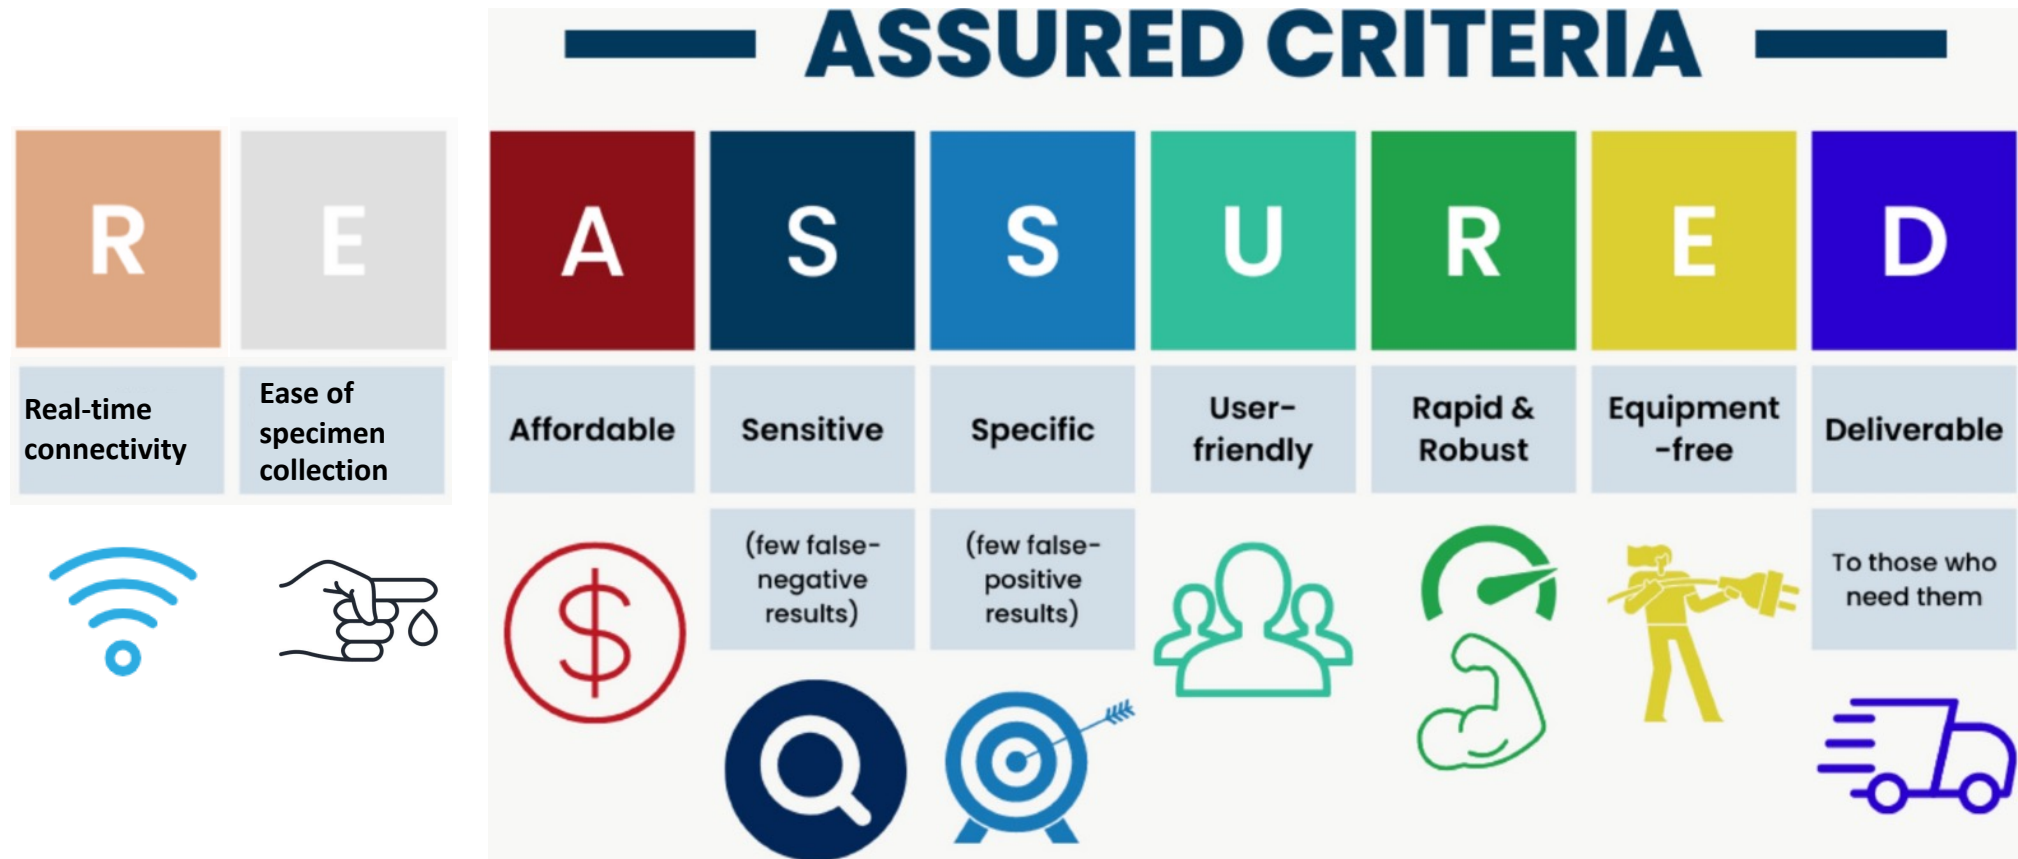 ASSURED CRITERIA
R
E
A
S
S
U
R
E
D
Real-time
connectivity
Ease of
specimen
collection
Affordable
Sensitive
Specific
User-
friendly
Rapid &
Robust
Equipment
-free
Deliverable
(few false-
negative
results)
(few false-
positive
results)
To those who
need them